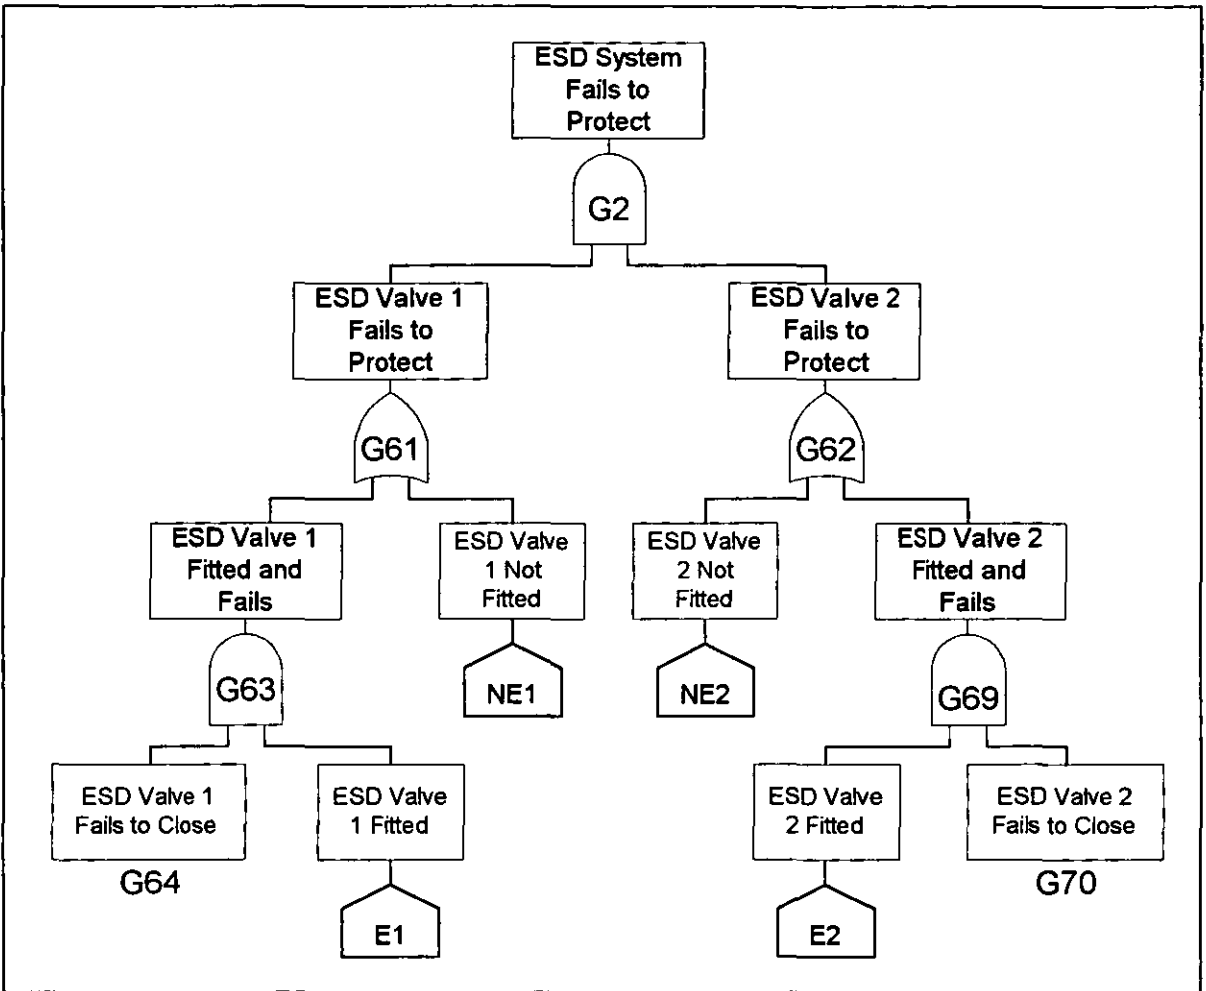 ESD System
Fails to
Protect
G2
ESD Valve 1
Fails to
Protect
ESD Valve 2
Fails to
Protect
G61
G62
ESD Valve 1
Fitted and
Fails
ESD Valve
1 Not
Fitted
ESD Valve
2 Not
Fitted
ESD Valve 2
Fitted and
Fails
G63
NE1
NE2
G69
ESD Valve 1
Fails to Close
ESD Valve
1 Fitted
ESD Valve
2 Fitted
ESD Valve 2
Fails to Close
G64
G70
E1
E2